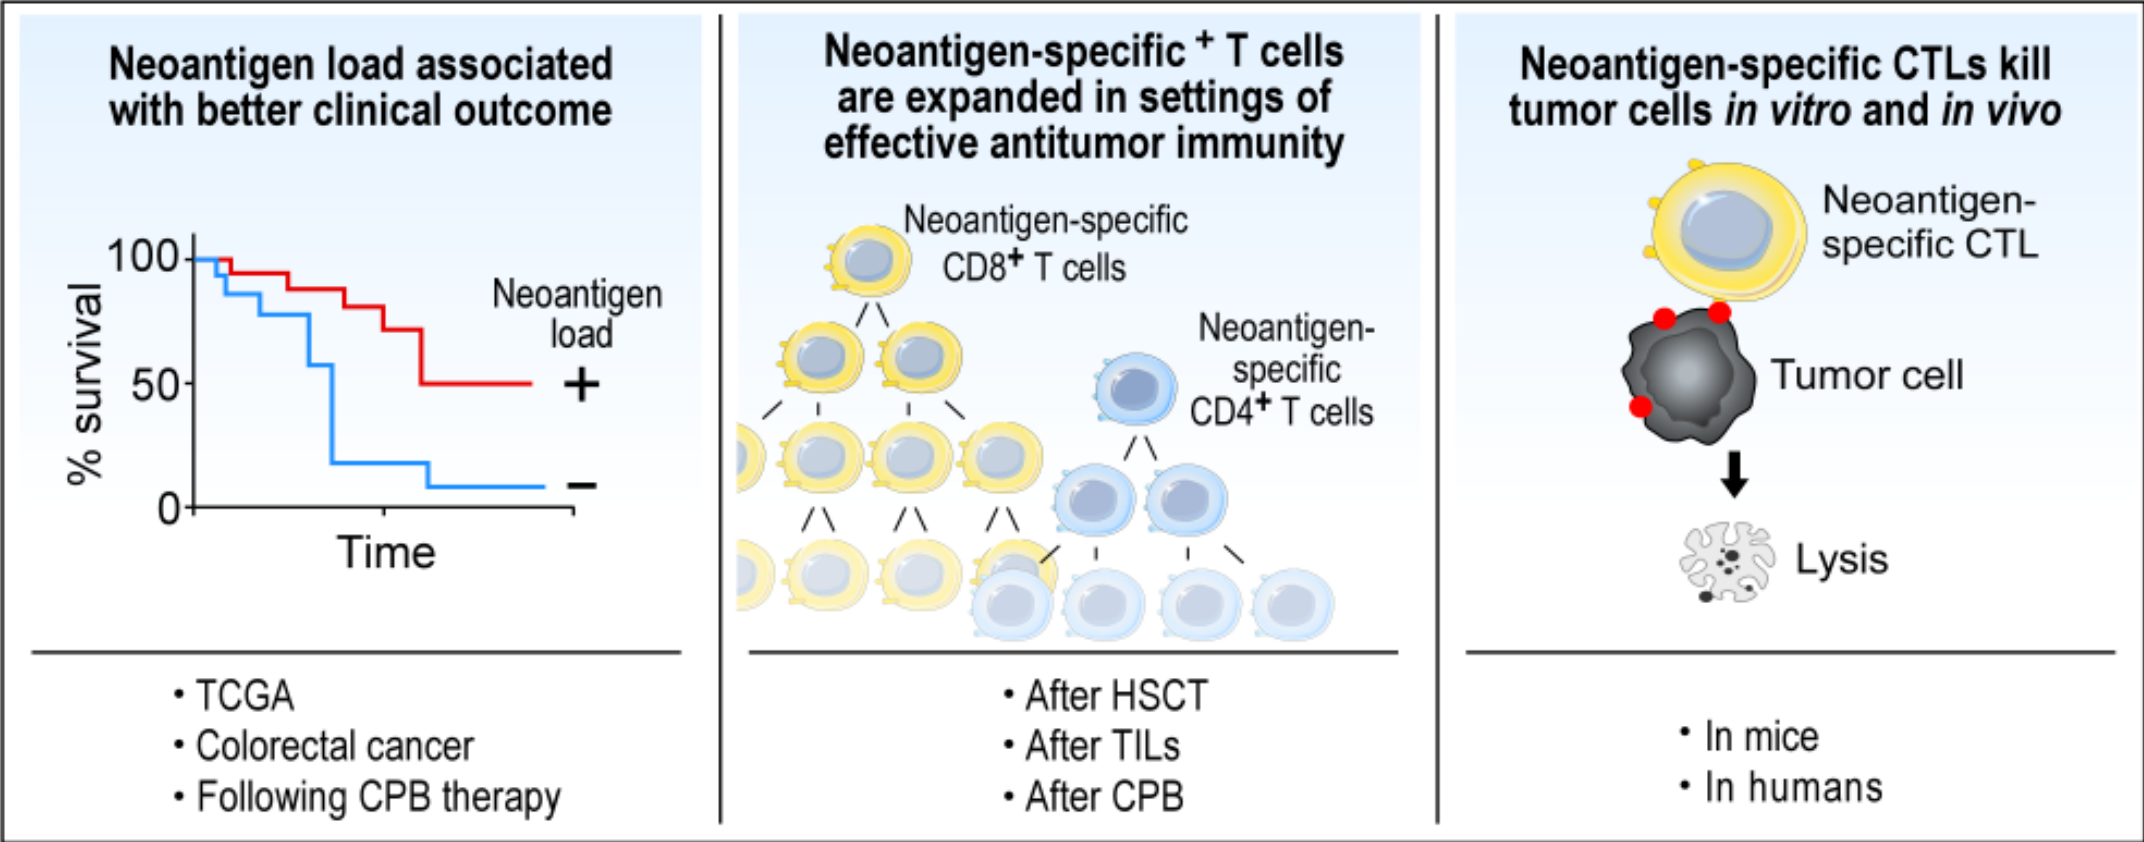 Neoantigen load associated
with better clinical outcome
100
50
0
% survival
Time
Neoantigen
load
+
−
• TCGA
• Colorectal cancer
• Following CPB therapy
Neoantigen-specific + T cells
are expanded in settings of
effective antitumor immunity
Neoantigen-specific
CD8+ T cells
Neoantigen-
specific
CD4+ T cells
• After HSCT
• After TILs
• After CPB
Neoantigen-specific CTLs kill
tumor cells in vitro and in vivo
Neoantigen-
specific CTL
Tumor cell
Lysis
• In mice
• In humans